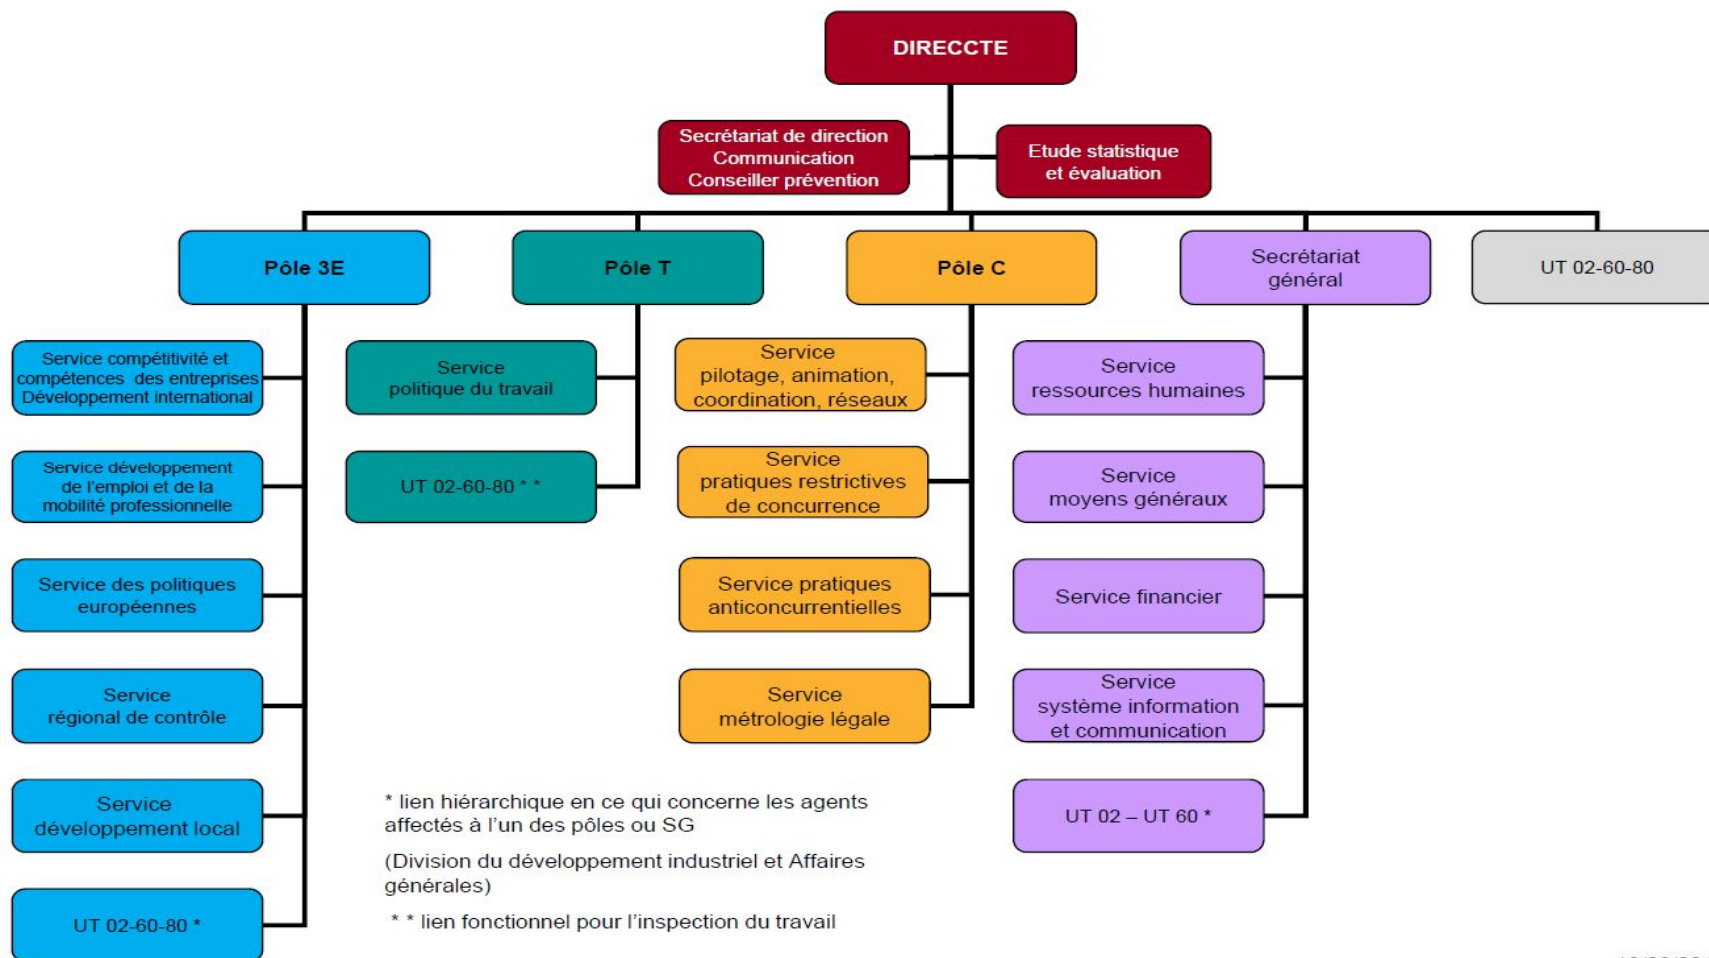 DIRECCTE
Secrétariat de direction
Communication
Conseiller prévention
Etude statistique
et évaluation
Pôle 3E
Pôle T
Pôle C
Secrétariat
général
UT 02-60-80
Service compétitivité et
compétences des entreprises
Développement international
Service développement
de l'emploi et de la
mobilité professionnelle
Service des politiques
européennes
Service
régional de contrôle
Service
développement local
UT 02-60-80 *
Service
politique du travail
UT 02-60-80 * *
Service
pilotage, animation,
coordination, réseaux
Service
pratiques restrictives
de concurrence
Service pratiques
anticoncurrentielles
Service
métrologie légale
Service
ressources humaines
Service
moyens généraux
Service financier
Service
système information
et communication
UT 02 – UT 60 *
* lien hiérarchique en ce qui concerne les agents
affectés à l'un des pôles ou SG
(Division du développement industriel et Affaires
générales)
* * lien fonctionnel pour l'inspection du travail